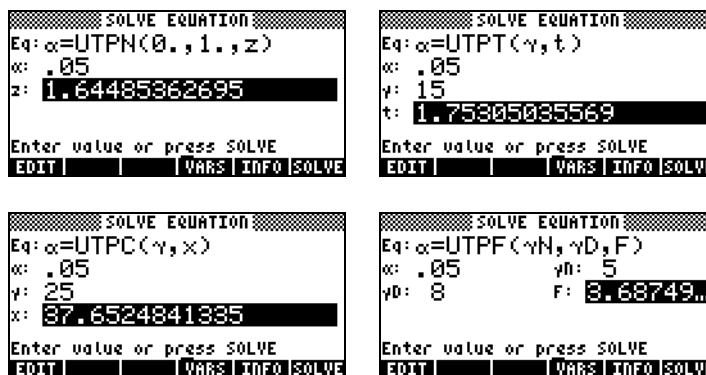 SOLVE EQUATION
Eq: α=UTPN(0.,1.,z)
α: .05
z: 1.64485362695
Enter value or press SOLVE
EDIT VARS INFO SOLVE
SOLVE EQUATION
Eq: α=UTPT(γ,t)
α: .05
γ: 15
t: 1.75305035569
Enter value or press SOLVE
EDIT VARS INFO SOLV
SOLVE EQUATION
Eq: α=UTPC(γ,x)
α: .05
γ: 25
x: 37.6524841335
Enter value or press SOLVE
EDIT VARS INFO SOLVE
SOLVE EQUATION
Eq: α=UTPF(γN,γD,F)
α: .05 γN: 5
γD: 8 F: 3.68749…
Enter value or press SOLVE
EDIT VARS INFO SOLV